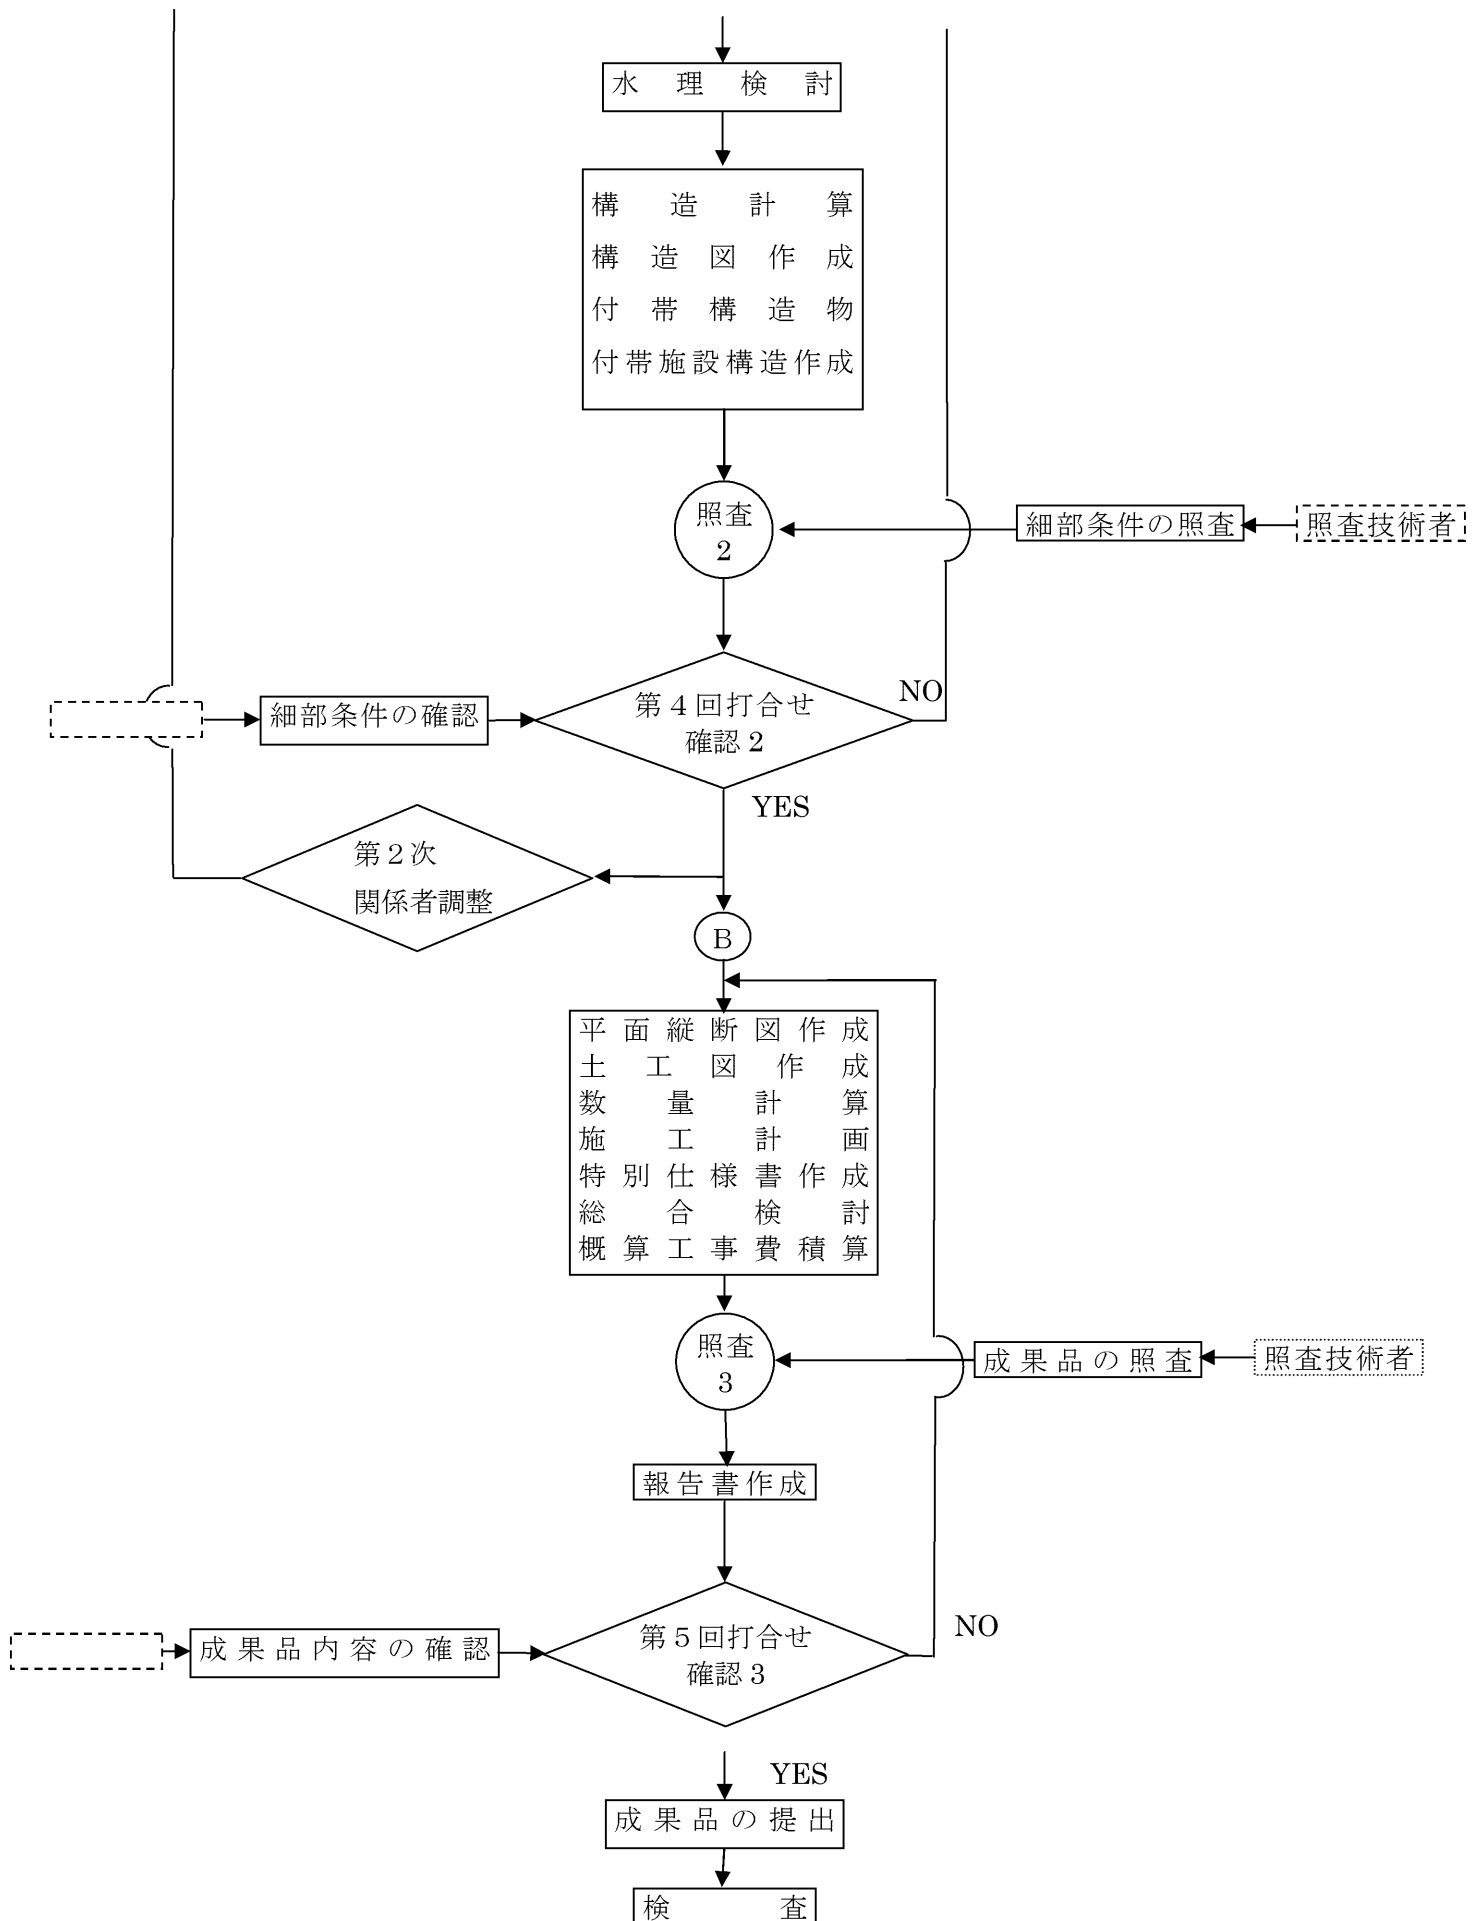 水理検討
構造計算
構造図作成
付帯構造物
付帯施設構造作成
照査
2
細部条件の照査
照査技術者
細部条件の確認
第4回打合せ
確認2
NO
YES
第2次
関係者調整
B
平面縦断図作成
土工図作成
数量計算
施工計画
特別仕様書作成
総合検討
概算工事費積算
照査
3
成果品の照査
照査技術者
報告書作成
成果品内容の確認
第5回打合せ
確認3
NO
YES
成果品の提出
検査